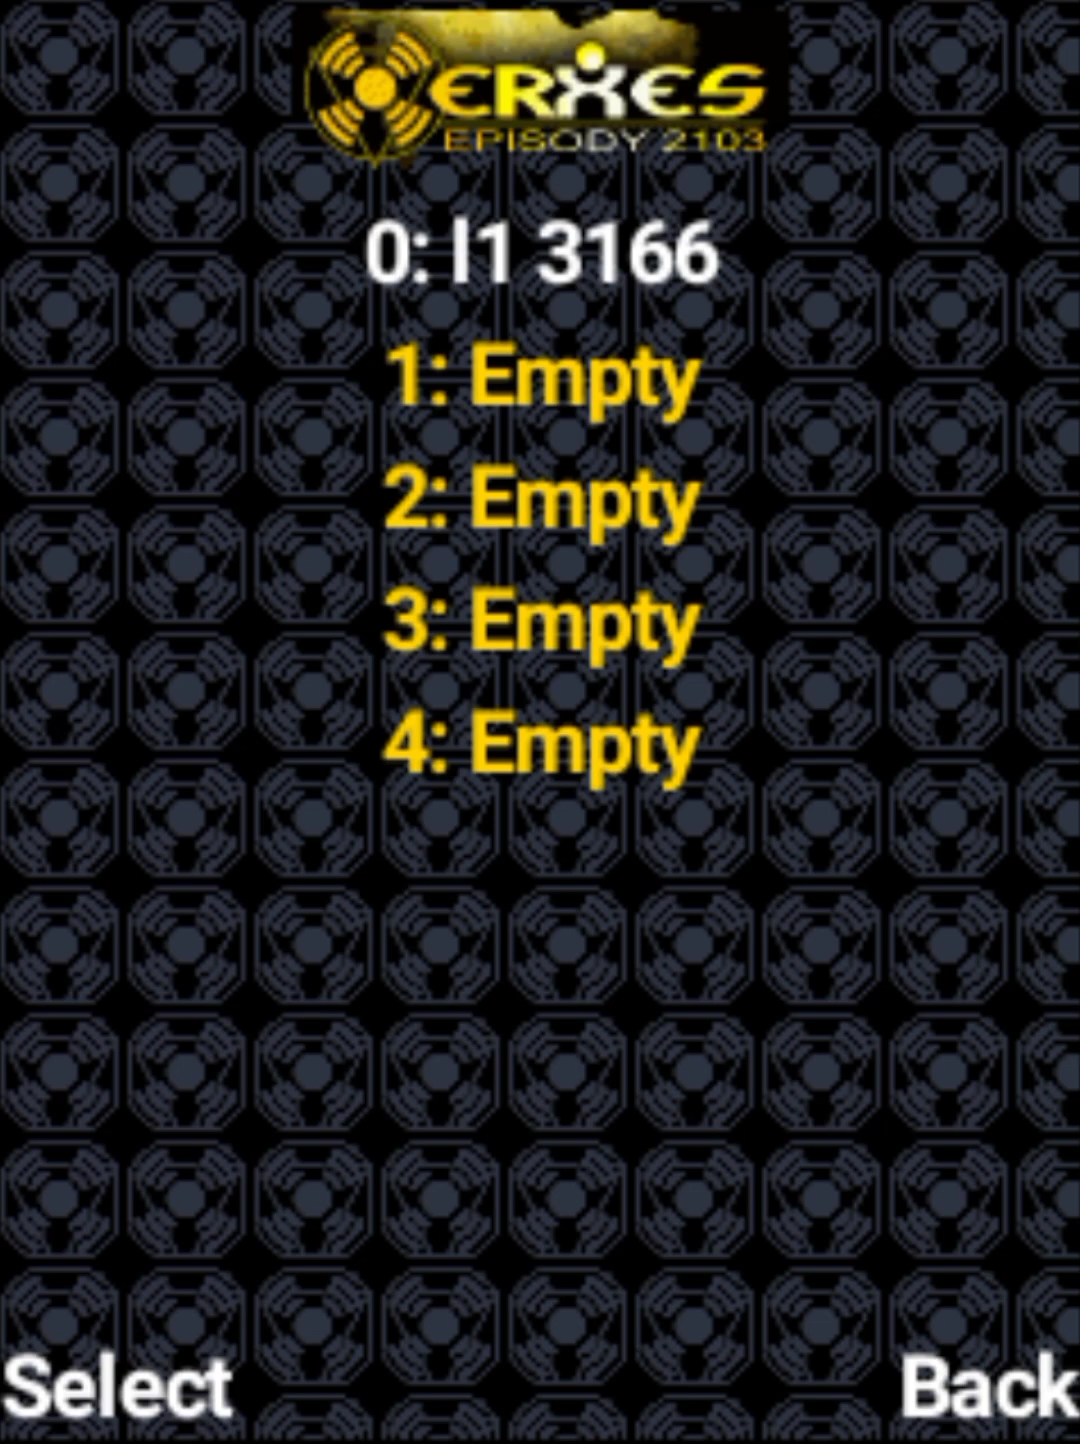 XERXES
EPISODY 2103
0: l1 3166
1: Empty
2: Empty
3: Empty
4: Empty
Select
Back